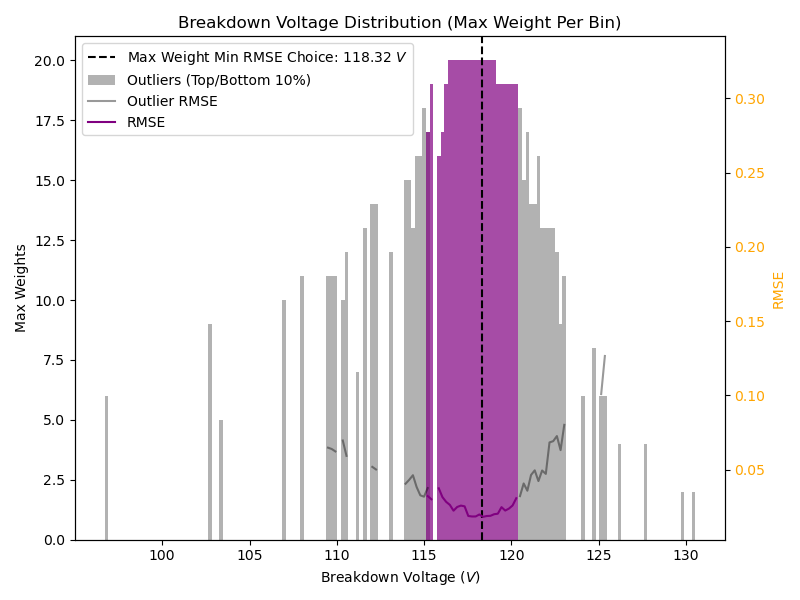 Breakdown Voltage Distribution (Max Weight Per Bin)
Max Weight Min RMSE Choice: 118.32 V
Outliers (Top/Bottom 10%)
Outlier RMSE
RMSE
20.0
17.5
15.0
12.5
10.0
7.5
5.0
2.5
0.0
Max Weights
0.30
0.25
0.20
0.15
0.10
0.05
RMSE
100 105 110 115 120 125 130
Breakdown Voltage (V)